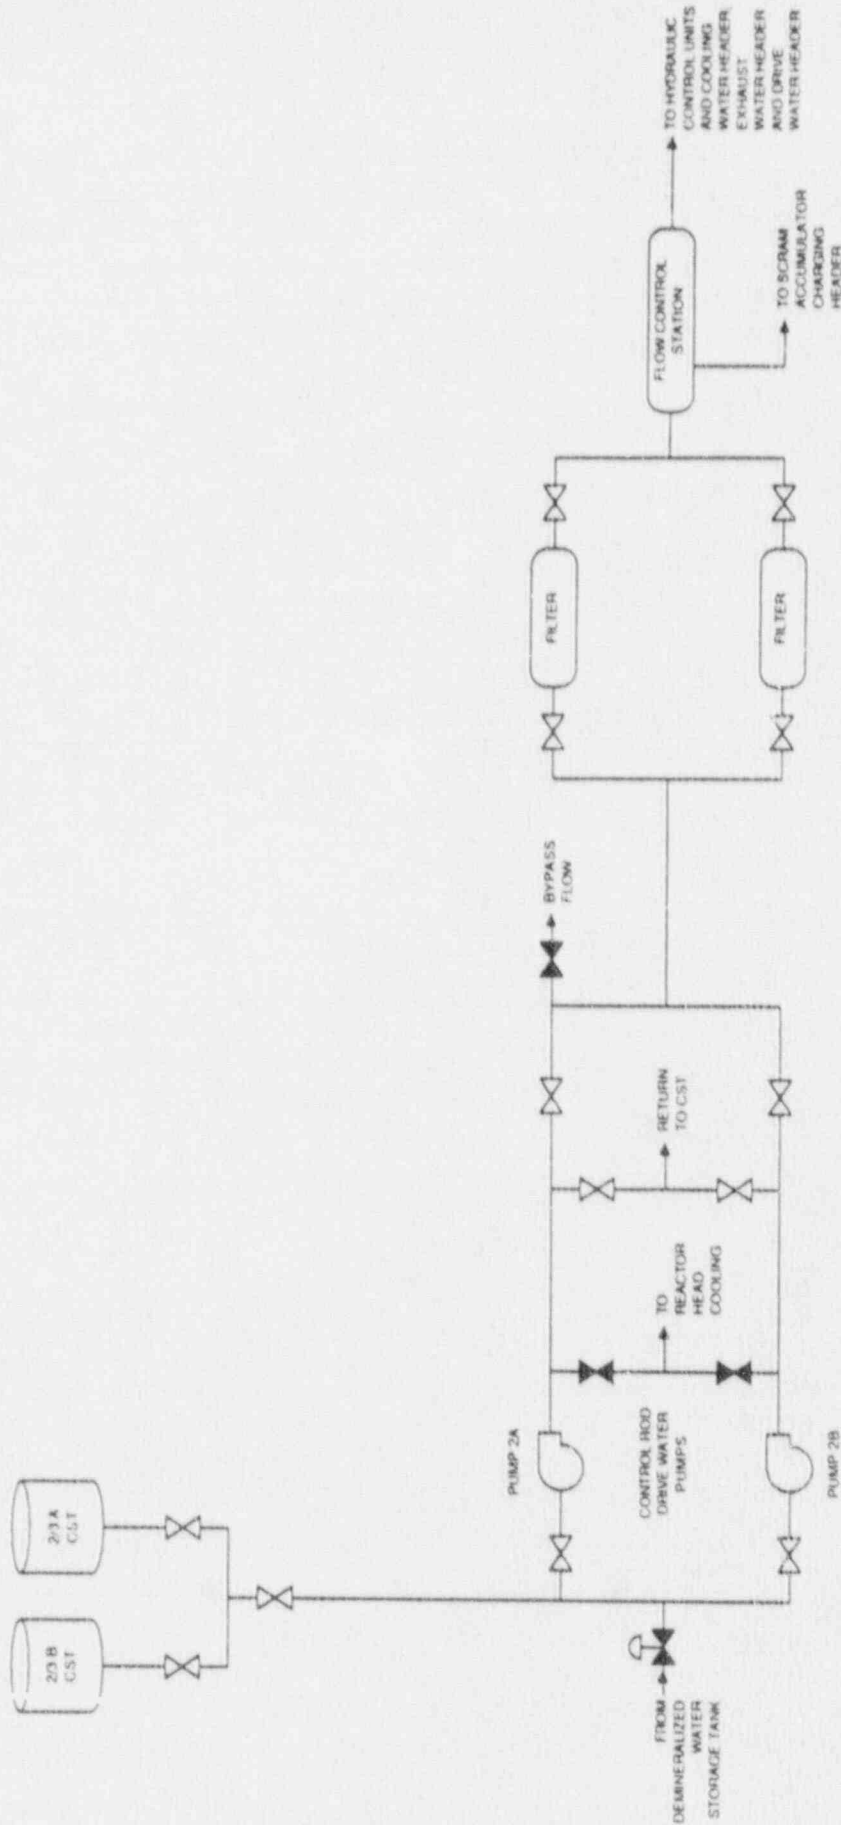 2/3 B
CST
2/3 A
CST
FROM
DEMINERALIZED
WATER
STORAGE TANK
PUMP 2A
CONTROL ROD
DRIVE WATER
PUMPS
PUMP 2B
TO
REACTOR
HEAD
COOLING
RETURN
TO CST
BYPASS
FLOW
FILTER
FILTER
FLOW CONTROL
STATION
TO HYDRAULIC
CONTROL UNITS
AND COOLING
WATER HEADER,
EXHAUST
WATER HEADER
AND DRIVE
WATER HEADER
TO SCRAM
ACCUMULATOR
CHARGING
HEADER